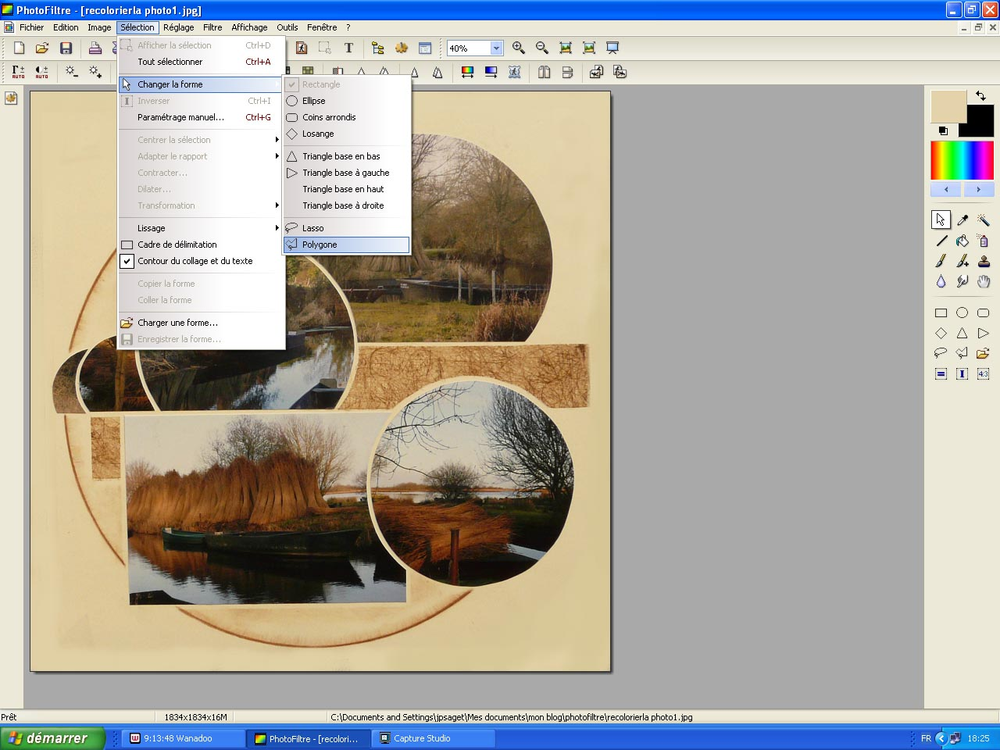 PhotoFiltre - [recolorierla photo1.jpg]
Fichier Edition Image Sélection Réglage Filtre Affichage Outils Fenêtre ?
Afficher la sélection Ctrl+D
Tout sélectionner Ctrl+A
T
40%
AUTO AUTO
Changer la forme
Inverser Ctrl+I
Paramétrage manuel... Ctrl+G
Centrer la sélection
Adapter le rapport
Contracter...
Dilater...
Transformation
Lissage
Cadre de délimitation
Contour du collage et du texte
Copier la forme
Coller la forme
Charger une forme...
Enregistrer la forme...
Rectangle
Ellipse
Coins arrondis
Losange
Triangle base en bas
Triangle base à gauche
Triangle base en haut
Triangle base à droite
Lasso
Polygone
4:3
Prêt 1834x1834x16M C:\Documents and Settings\jpsaget\Mes documents\mon blog\photofiltre\recolorierla photo1.jpg
démarrer 9:13:48 Wanadoo PhotoFiltre - [recolori... Capture Studio FR 18:25